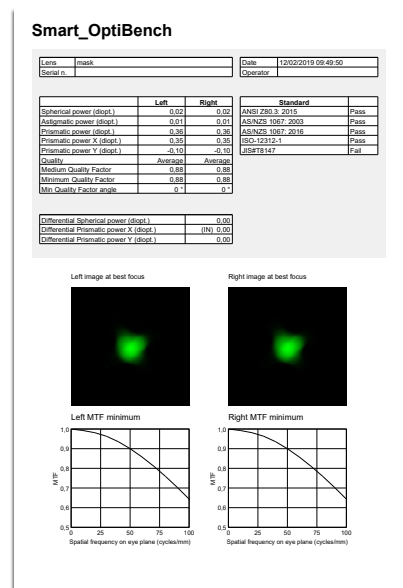 Smart_OptiBench
Lens mask
Serial n.
Date 12/02/2019 09:49:50
Operator
Left Right
Spherical power (diopt.) 0,02 0,02
Astigmatic power (diopt.) 0,01 0,01
Prismatic power (diopt.) 0,36 0,36
Prismatic power X (diopt.) 0,35 0,35
Prismatic power Y (diopt.) -0,10 -0,10
Quality Average Average
Medium Quality Factor 0,88 0,88
Minimum Quality Factor 0,88 0,88
Min Quality Factor angle 0 ° 0 °
Standard
ANSI Z80.3: 2015 Pass
AS/NZS 1067: 2003 Pass
AS/NZS 1067: 2016 Pass
ISO-12312-1 Pass
JIS#T8147 Fail
Differential Spherical power (diopt.) 0,00
Differential Prismatic power X (diopt.) (IN) 0,00
Differential Prismatic power Y (diopt.) 0,00
Left image at best focus
Right image at best focus
Left MTF minimum
1,0
0,9
0,8
0,7
0,6
0,5
MTF
0 25 50 75 100
Spatial frequency on eye plane (cycles/mm)
Right MTF minimum
1,0
0,9
0,8
0,7
0,6
0,5
MTF
0 25 50 75 100
Spatial frequency on eye plane (cycles/mm)